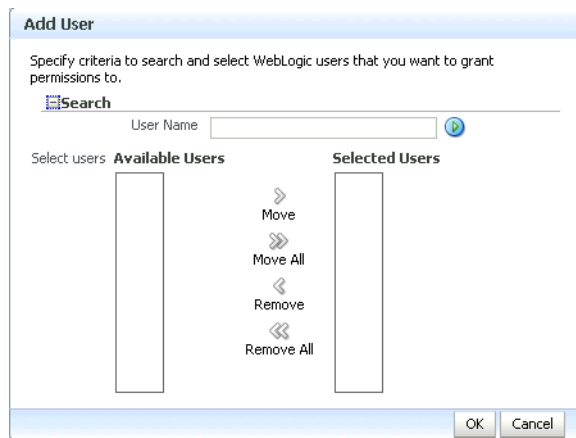 Add User
Specify criteria to search and select WebLogic users that you want to grant
permissions to.
Search
User Name
Select users Available Users Selected Users
Move
Move All
Remove
Remove All
OK Cancel